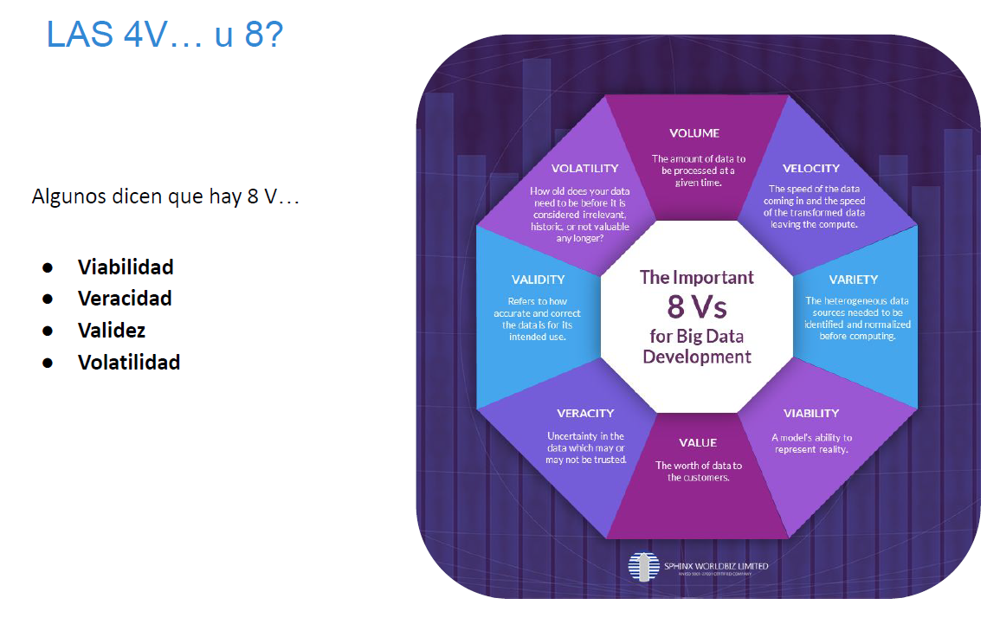 LAS 4V… u 8?
Algunos dicen que hay 8 V…
● Viabilidad
● Veracidad
● Validez
● Volatilidad
VOLUME
The amount of data to
be processed at a
given time.
VELOCITY
The speed of the data
coming in and the speed
of the transformed data
leaving the compute.
VARIETY
The heterogeneous data
sources needed to be
identified and normalized
before computing.
VIABILITY
A model's ability to
represent reality.
VALUE
The worth of data to
the customers.
VERACITY
Uncertainty in the
data which may or
may not be trusted.
VALIDITY
Refers to how
accurate and correct
the data is for its
intended use.
VOLATILITY
How old does your data
need to be before it is
considered irrelevant,
historic, or not valuable
any longer?
The Important
8 Vs
for Big Data
Development
SPHINX WORLDBIZ LIMITED
CERTIFIED COMPANY